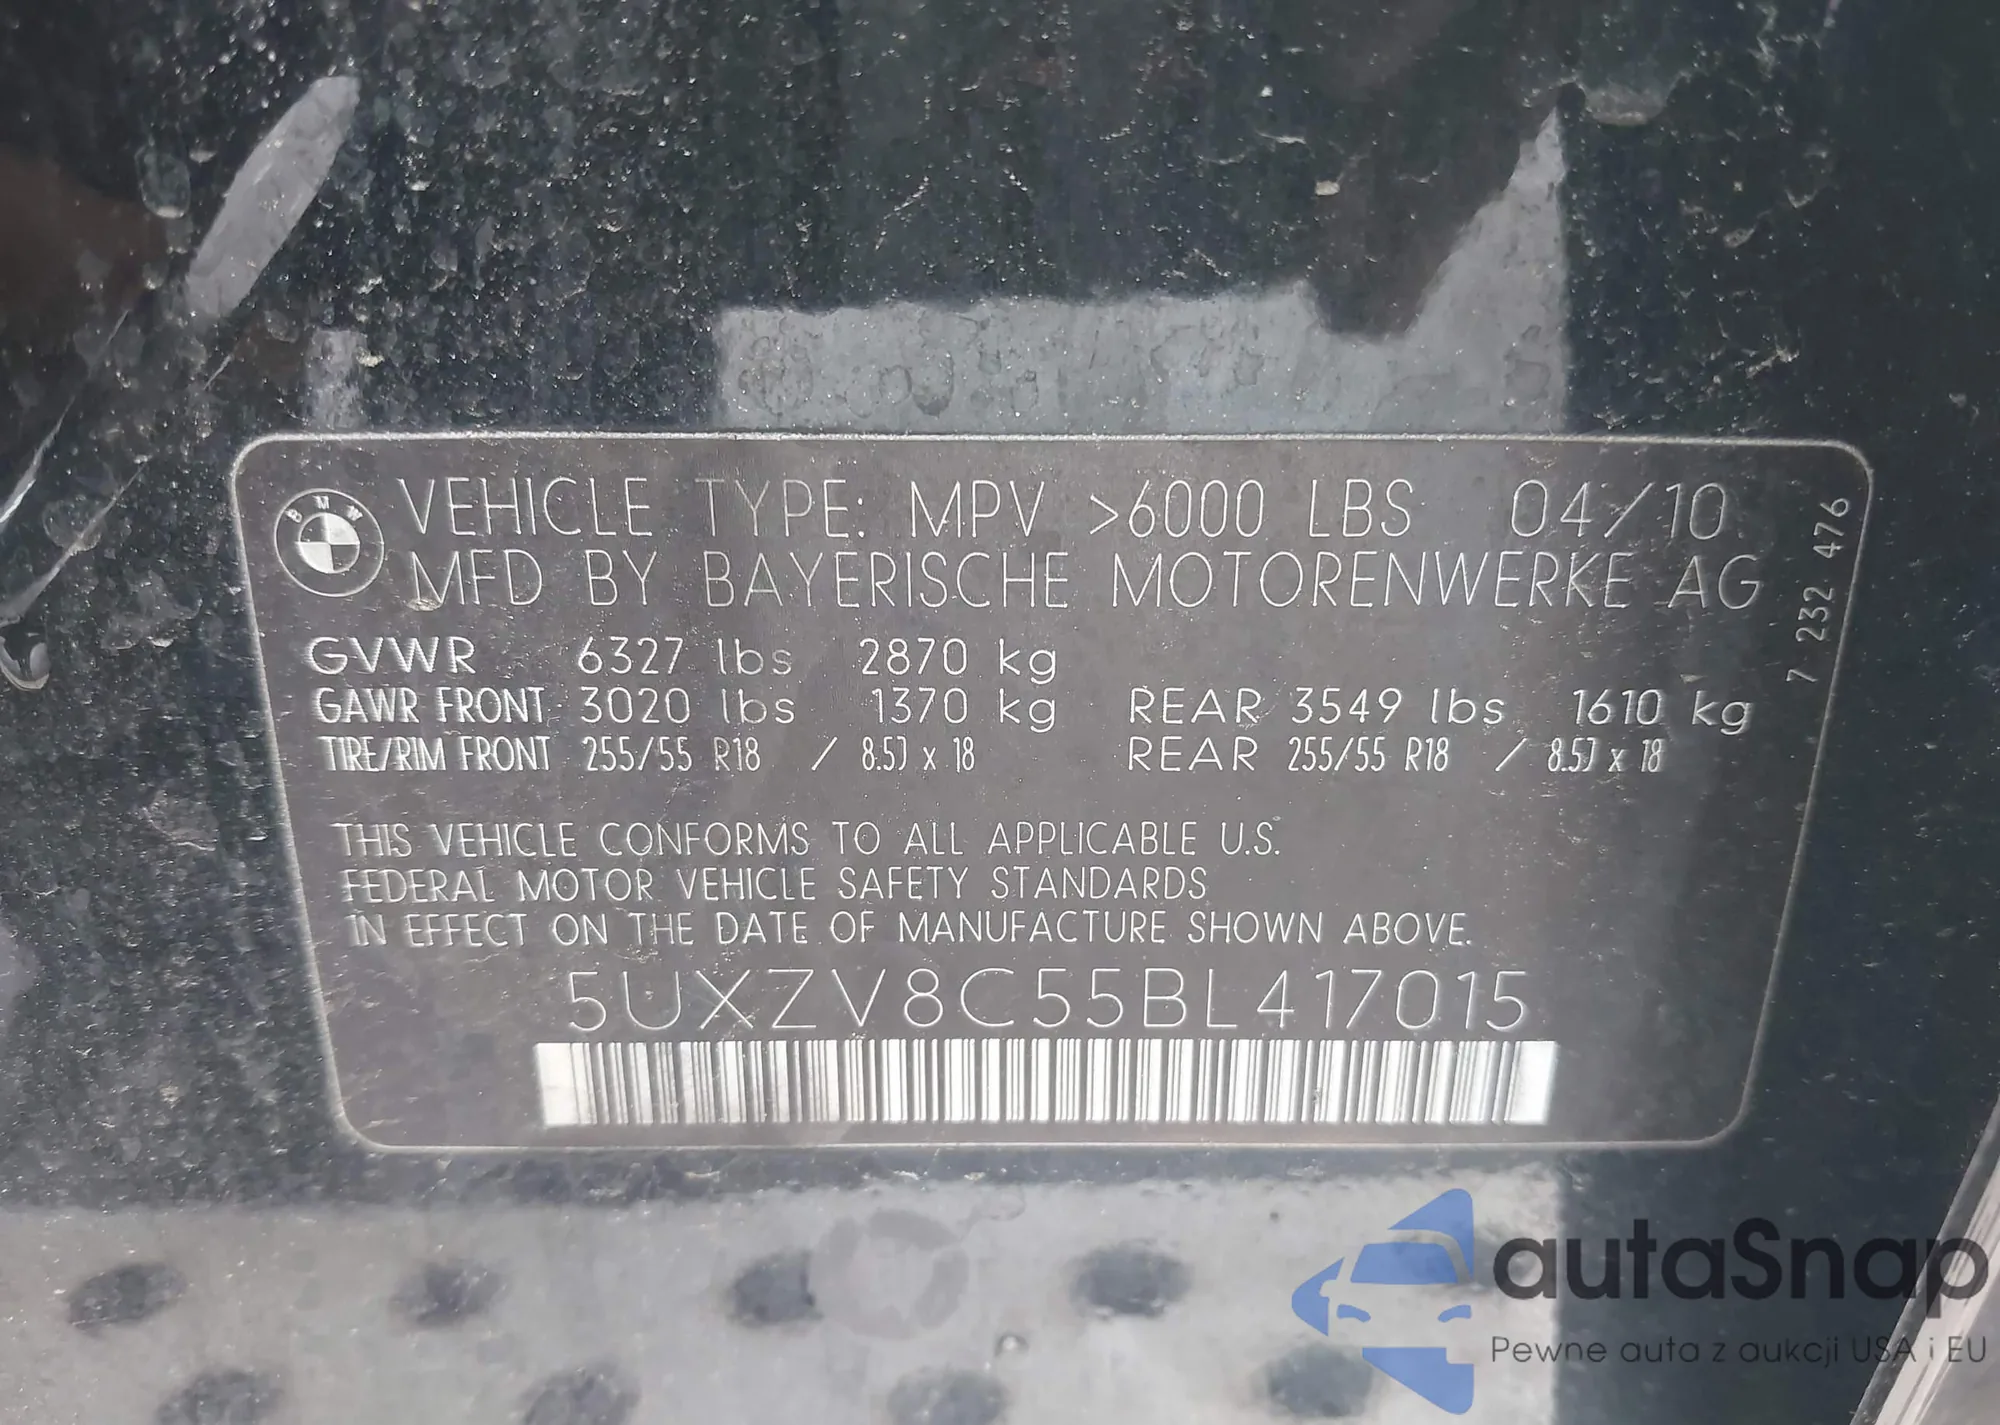 BMW
VEHICLE TYPE: MPV >6000 LBS 04/10
MFD BY BAYERISCHE MOTORENWERKE AG
7 232 476
GVWR 6327 lbs 2870 kg
GAWR FRONT 3020 lbs / 1370 kg REAR 3549 lbs 1610 kg
TIRE/RIM FRONT 255/55 R18 / 8.5J x 18 REAR 255/55 R18 / 8.5J x 18
THIS VEHICLE CONFORMS TO ALL APPLICABLE U.S.
FEDERAL MOTOR VEHICLE SAFETY STANDARDS
IN EFFECT ON THE DATE OF MANUFACTURE SHOWN ABOVE.
5UXZV8C55BL417015
autaSnap
Pewne auta z aukcji USA i EU